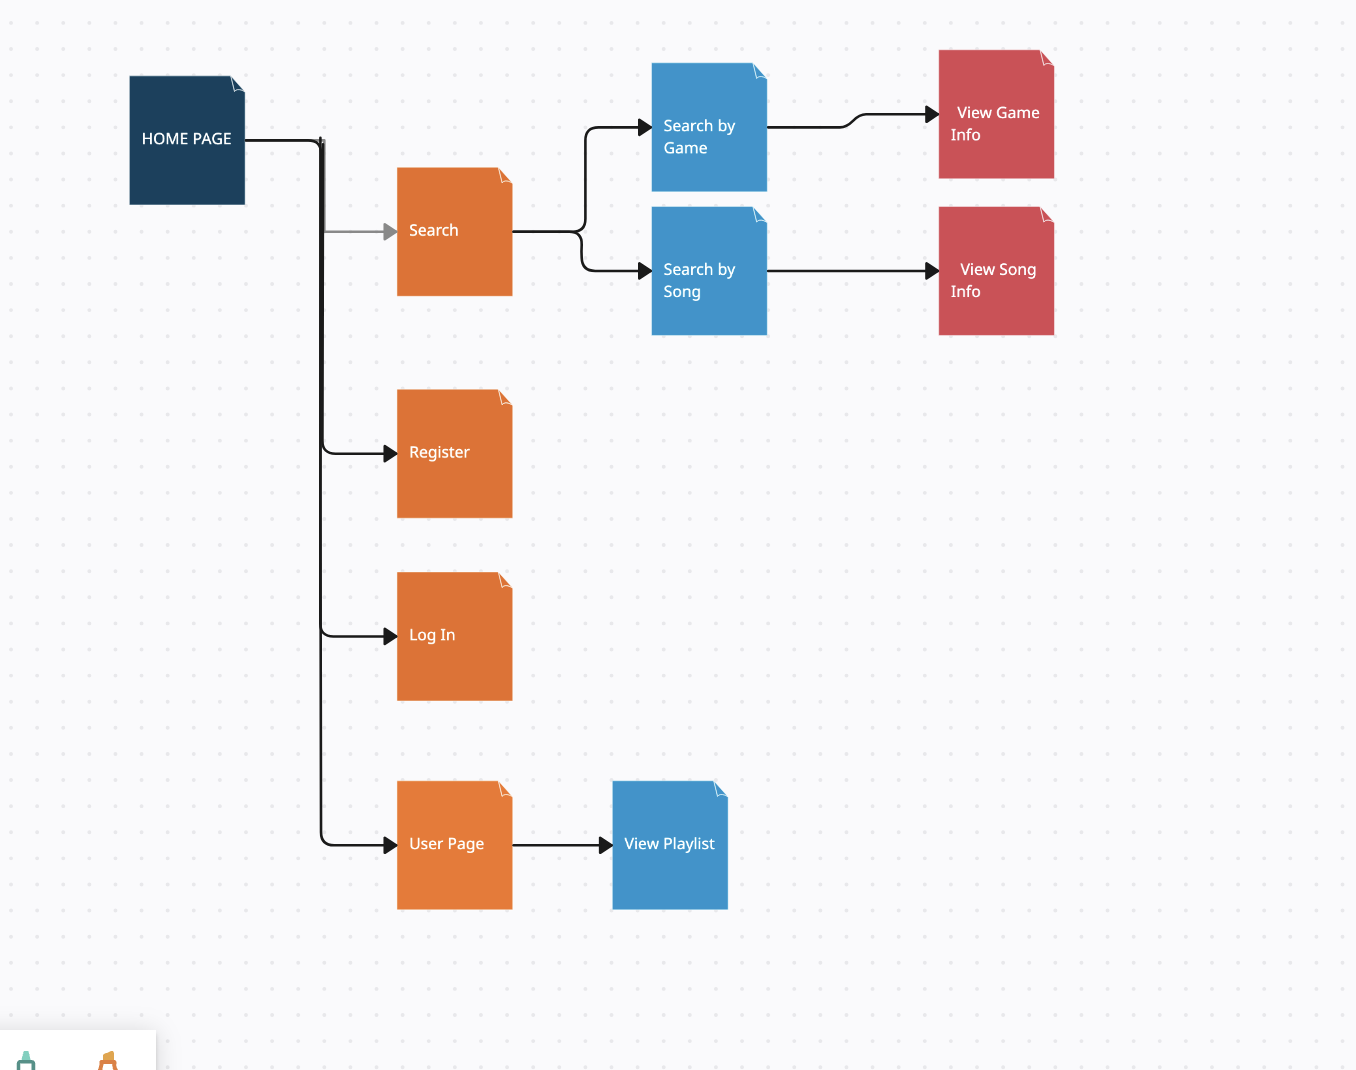 HOME PAGE
Search
Search by
Game
View Game
Info
Search by
Song
View Song
Info
Register
Log In
User Page
View Playlist